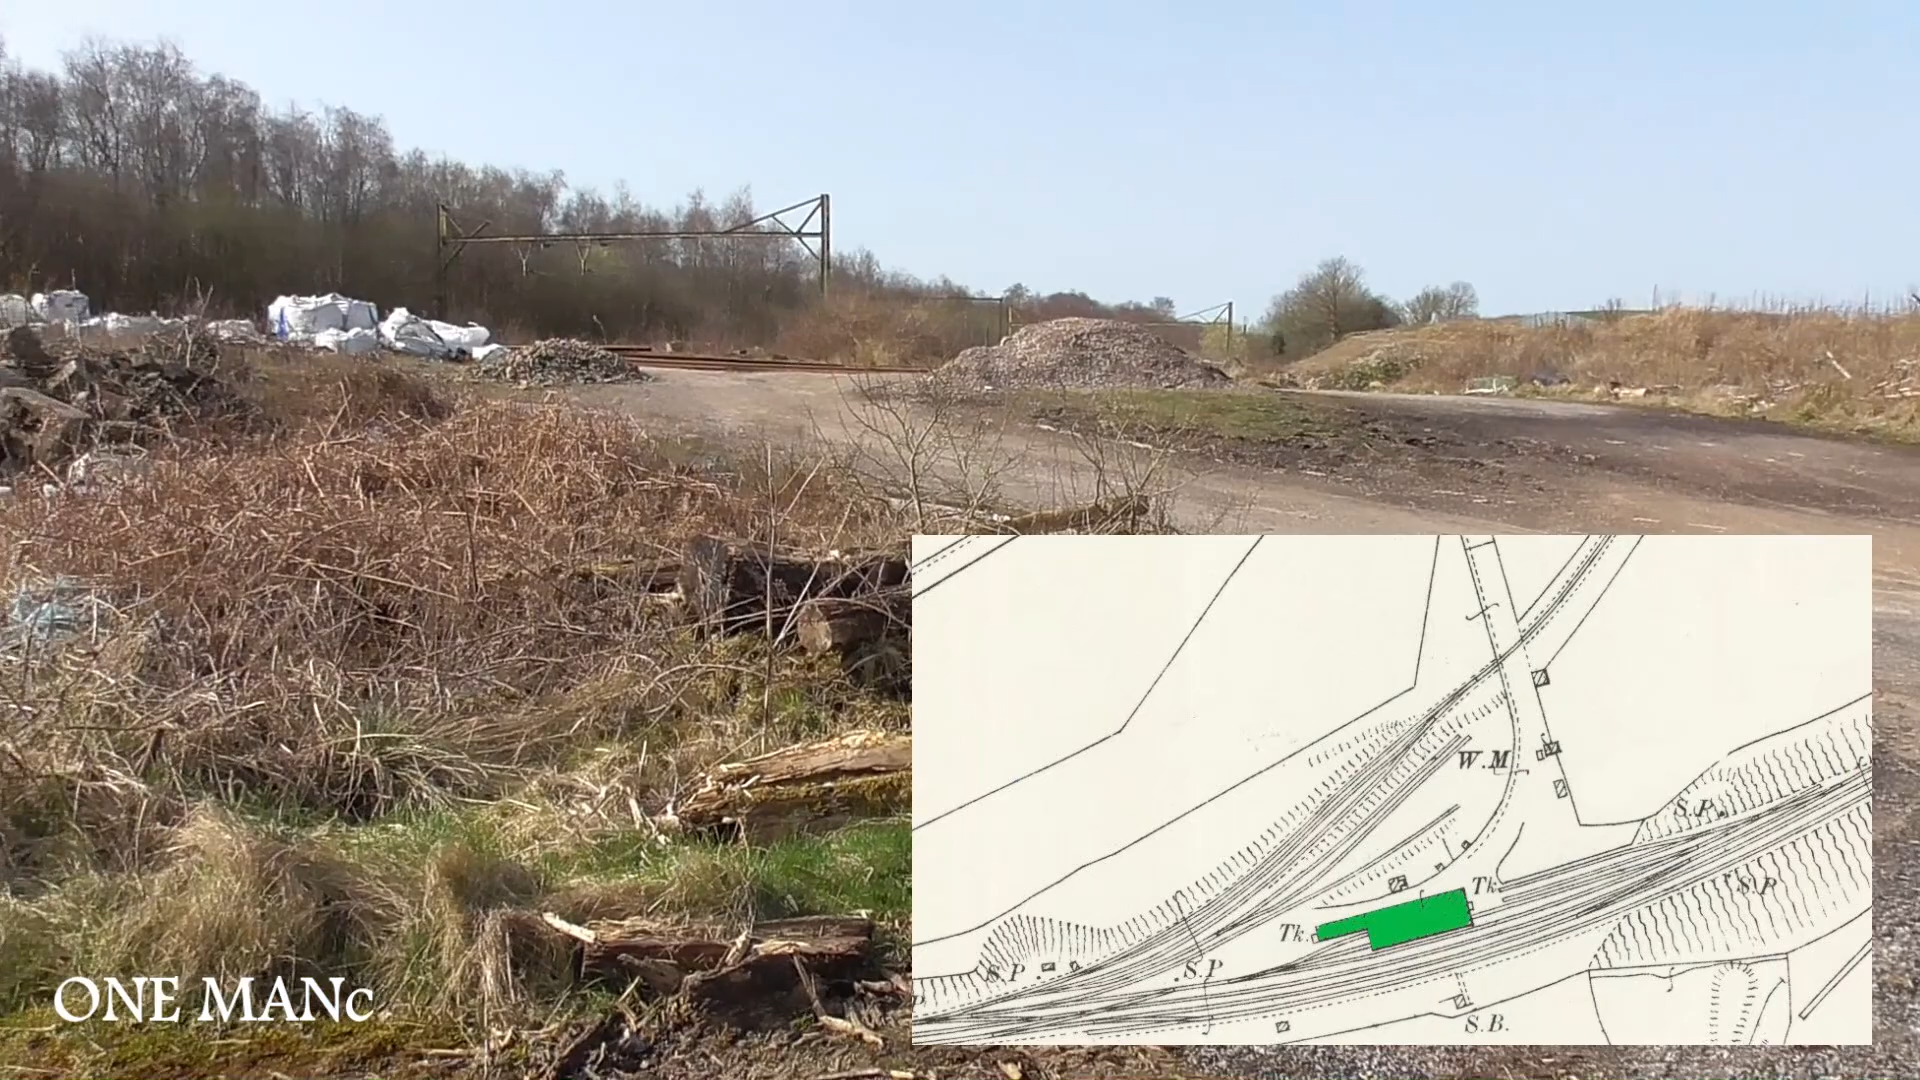 W.M
S.P.
Tk.
S.P
Tk.
S.P
S.P
S.B.
ONE MANc